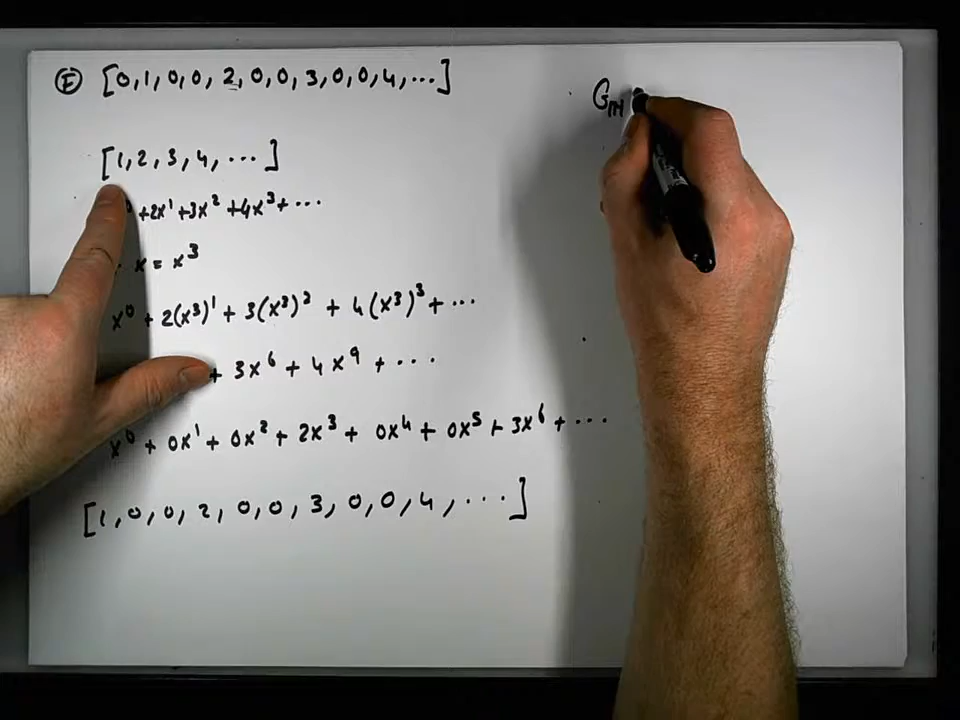 Ⓔ [0,1,0,0,2,0,0,3,0,0,4,...]
[1,2,3,4,...]
+2x¹+3x²+4x³+...
x = x³
x⁰+2(x³)¹+3(x³)²+4(x³)³+...
+3x⁶+4x⁹+...
x⁰+0x¹+0x²+2x³+0x⁴+0x⁵+3x⁶+...
[1,0,0,2,0,0,3,0,0,4,...]